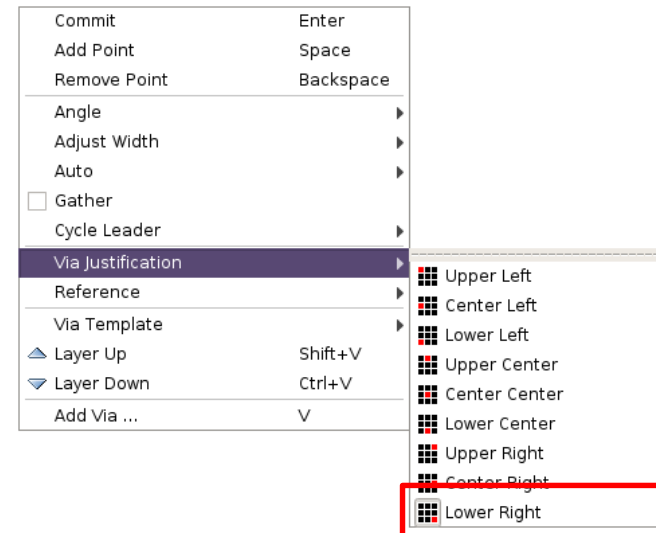 Commit Enter
Add Point Space
Remove Point Backspace
Angle
Adjust Width
Auto
Gather
Cycle Leader
Via Justification
Reference
Via Template
Layer Up Shift+V
Layer Down Ctrl+V
Add Via ... V
Upper Left
Center Left
Lower Left
Upper Center
Center Center
Lower Center
Upper Right
Center Right
Lower Right